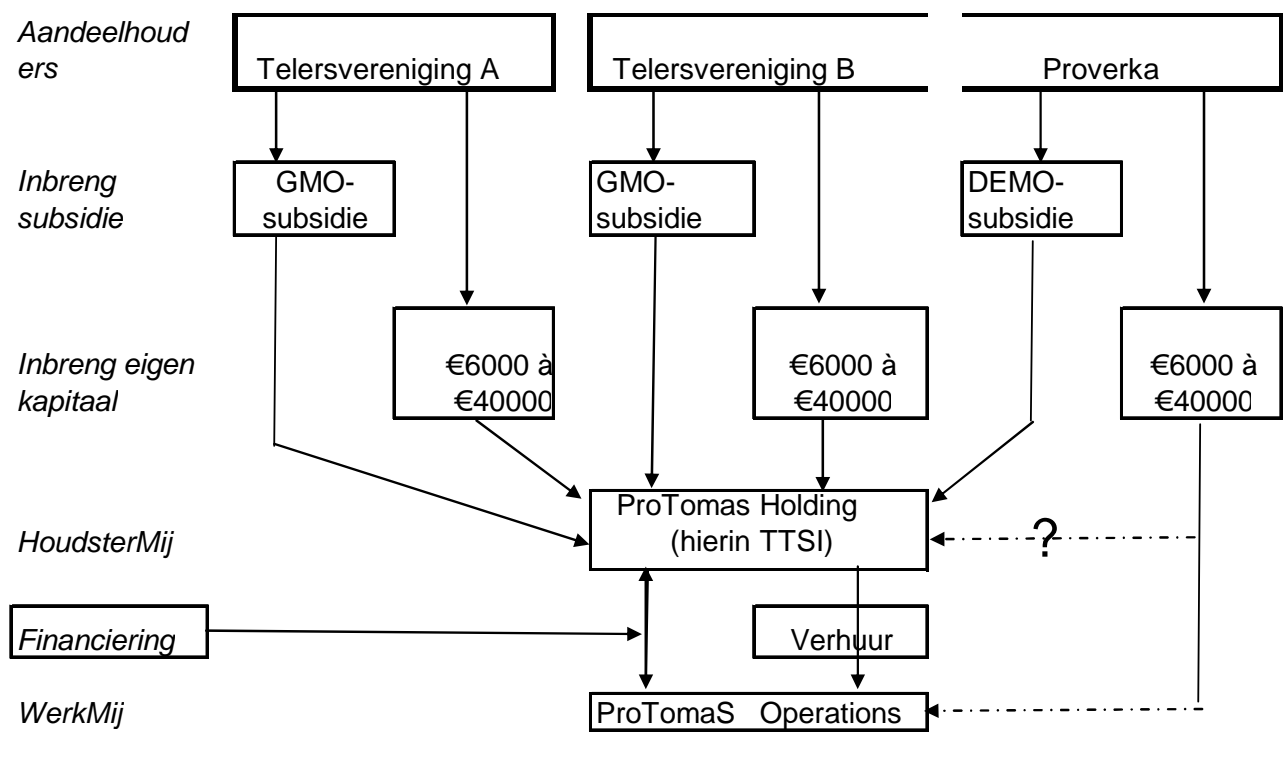 Aandeelhoud
ers
Telersvereniging A
Telersvereniging B
Proverka
Inbreng
subsidie
GMO-
subsidie
GMO-
subsidie
DEMO-
subsidie
Inbreng eigen
kapitaal
€6000 à
€40000
€6000 à
€40000
€6000 à
€40000
HoudsterMij
ProTomas Holding
(hierin TTSI)
?
Financiering
Verhuur
WerkMij
ProTomaS Operations